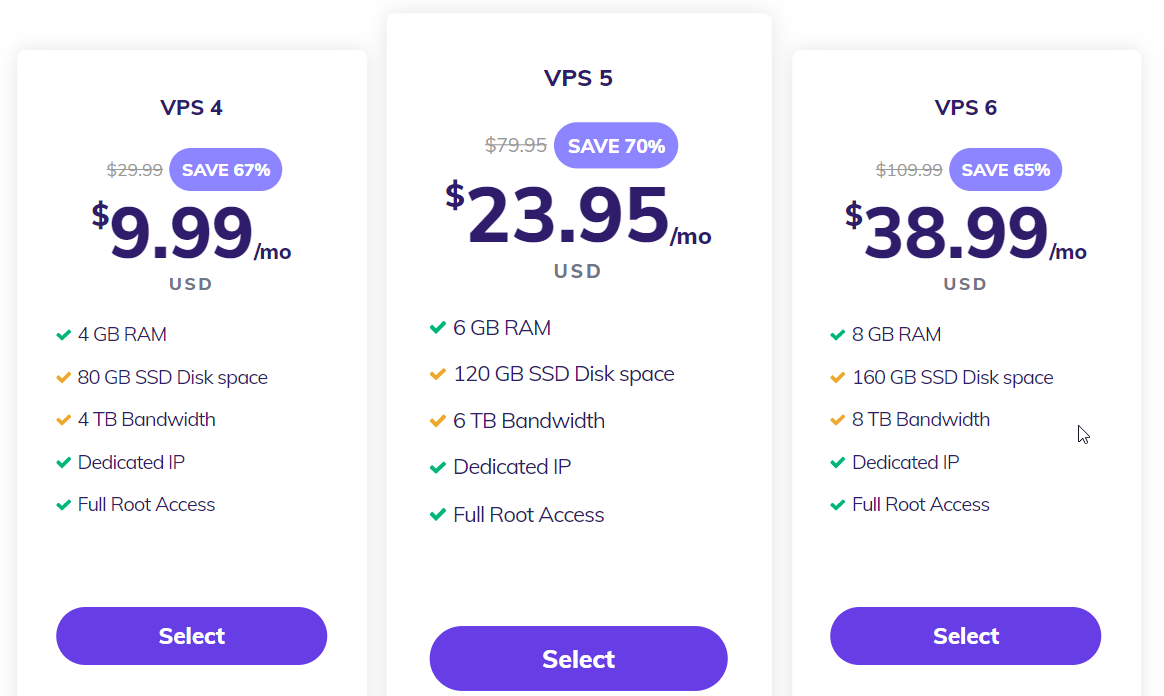 VPS 4
$29.99 SAVE 67%
$9.99/mo
USD
4 GB RAM
80 GB SSD Disk space
4 TB Bandwidth
Dedicated IP
Full Root Access
Select
VPS 5
$79.95 SAVE 70%
$23.95/mo
USD
6 GB RAM
120 GB SSD Disk space
6 TB Bandwidth
Dedicated IP
Full Root Access
Select
VPS 6
$109.99 SAVE 65%
$38.99/mo
USD
8 GB RAM
160 GB SSD Disk space
8 TB Bandwidth
Dedicated IP
Full Root Access
Select